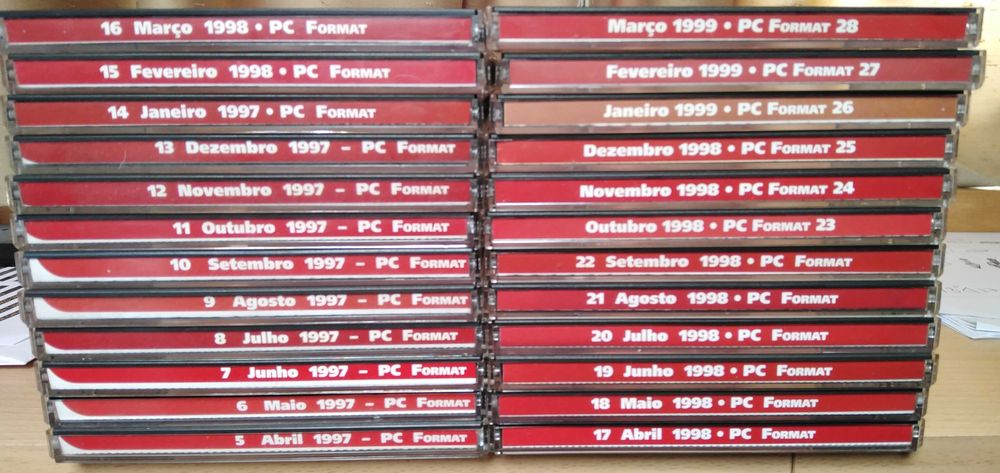 16 Março 1998 • PC Format
15 Fevereiro 1998 • PC Format
14 Janeiro 1997 • PC Format
13 Dezembro 1997 – PC Format
12 Novembro 1997 – PC Format
11 Outubro 1997 – PC Format
10 Setembro 1997 – PC Format
9 Agosto 1997 – PC Format
8 Julho 1997 – PC Format
7 Junho 1997 – PC Format
6 Maio 1997 – PC Format
5 Abril 1997 – PC Format
Março 1999 • PC Format 28
Fevereiro 1999 • PC Format 27
Janeiro 1999 • PC Format 26
Dezembro 1998 • PC Format 25
Novembro 1998 • PC Format 24
Outubro 1998 • PC Format 23
22 Setembro 1998 • PC Format
21 Agosto 1998 • PC Format
20 Julho 1998 • PC Format
19 Junho 1998 • PC Format
18 Maio 1998 • PC Format
17 Abril 1998 • PC Format